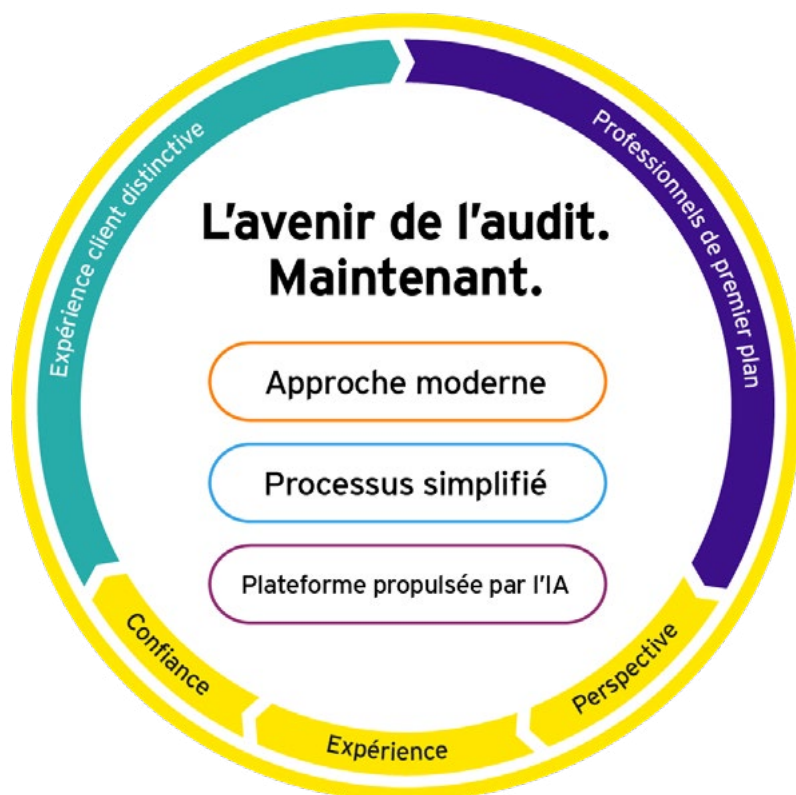 L'avenir de l'audit.
Maintenant.
Approche moderne
Processus simplifié
Plateforme propulsée par l'IA
Expérience client distinctive
Professionnels de premier plan
Perspective
Expérience
Confiance